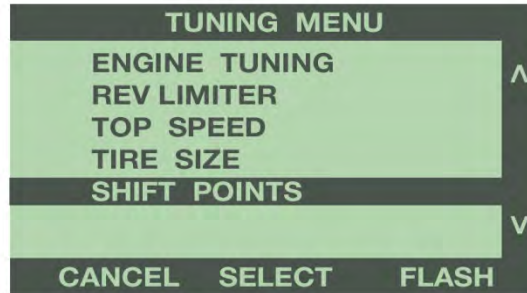 TUNING MENU
ENGINE TUNING
REV LIMITER
TOP SPEED
TIRE SIZE
SHIFT POINTS
CANCEL SELECT FLASH